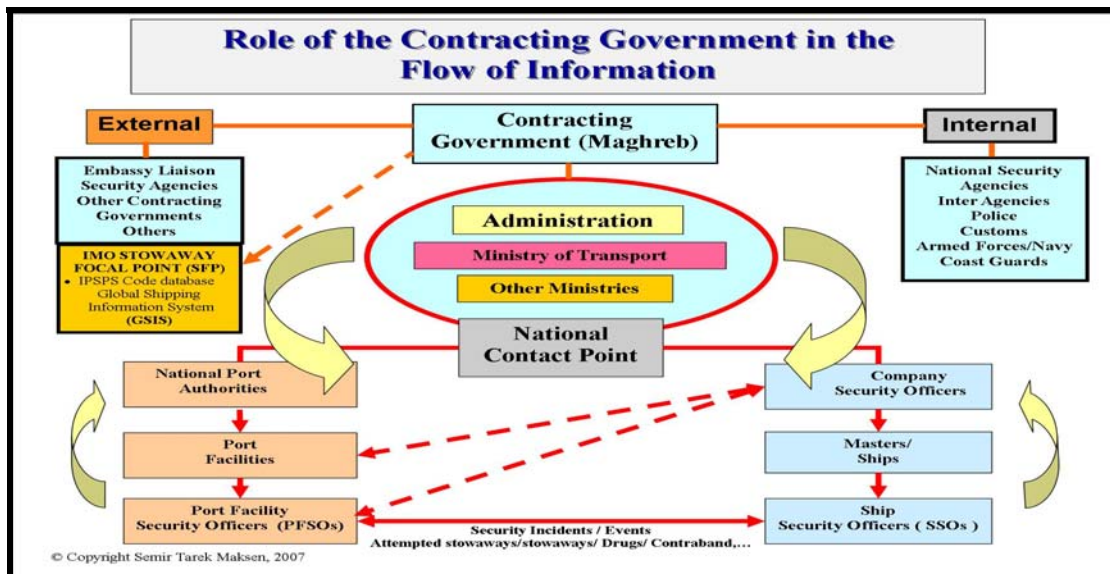 Role of the Contracting Government in the
Flow of Information
External
Contracting
Government (Maghreb)
Internal
Embassy Liaison
Security Agencies
Other Contracting
Governments
Others
IMO STOWAWAY
FOCAL POINT (SFP)
• IPSPS Code database
Global Shipping
Information System
(GSIS)
Administration
Ministry of Transport
Other Ministries
National Security
Agencies
Inter Agencies
Police
Customs
Armed Forces/Navy
Coast Guards
National
Contact Point
National Port
Authorities
Port
Facilities
Port Facility
Security Officers (PFSOs)
Company
Security Officers
Masters/
Ships
Ship
Security Officers ( SSOs )
Security Incidents / Events
Attempted stowaways/stowaways/ Drugs/ Contraband,...
© Copyright Semir Tarek Maksen, 2007